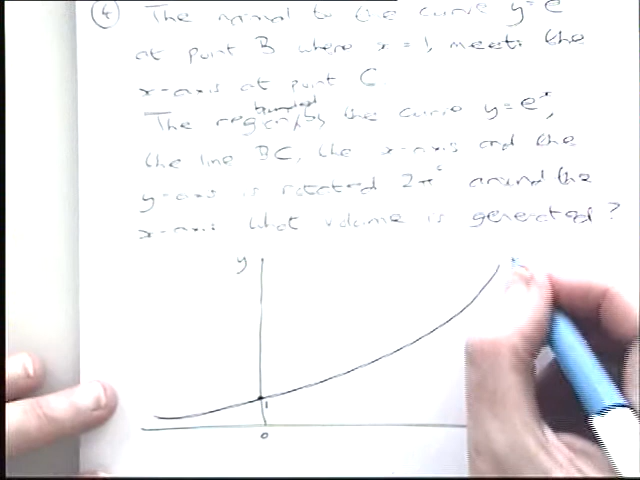 ④ The normal to the curve y = e
at point B where x = 1, meets the
x-axis at point C.
The region bounded by the curve y = eˣ,
the line BC, the x-axis and the
y-axis is rotated 2πᶜ around the
x-axis. What volume is generated?
y
1
0